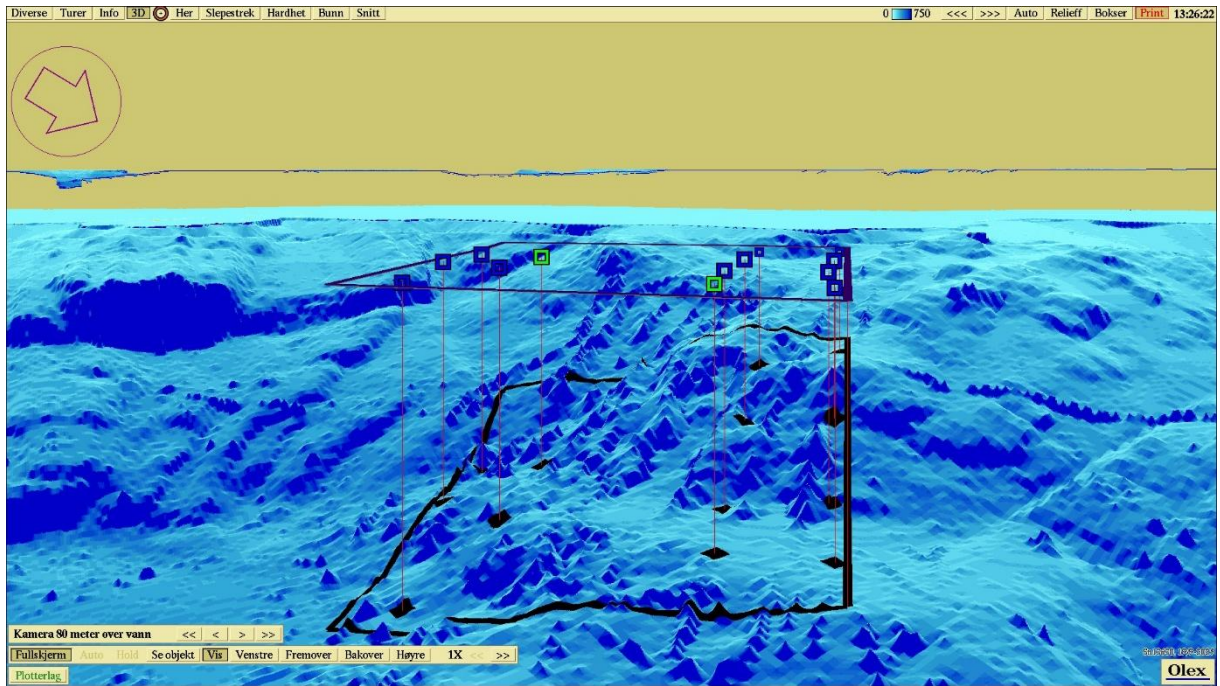 Diverse Turer Info 3D Her Slepestrek Hardhet Bunn Snitt 0 750 <<< >>> Auto Relieff Bokser Print 13:26:22
Kamera 80 meter over vann << < > >>
Fullskjerm Auto Hold Se objekt Vis Venstre Fremover Bakover Høyre 1X << >>
Plotterlag
Olex